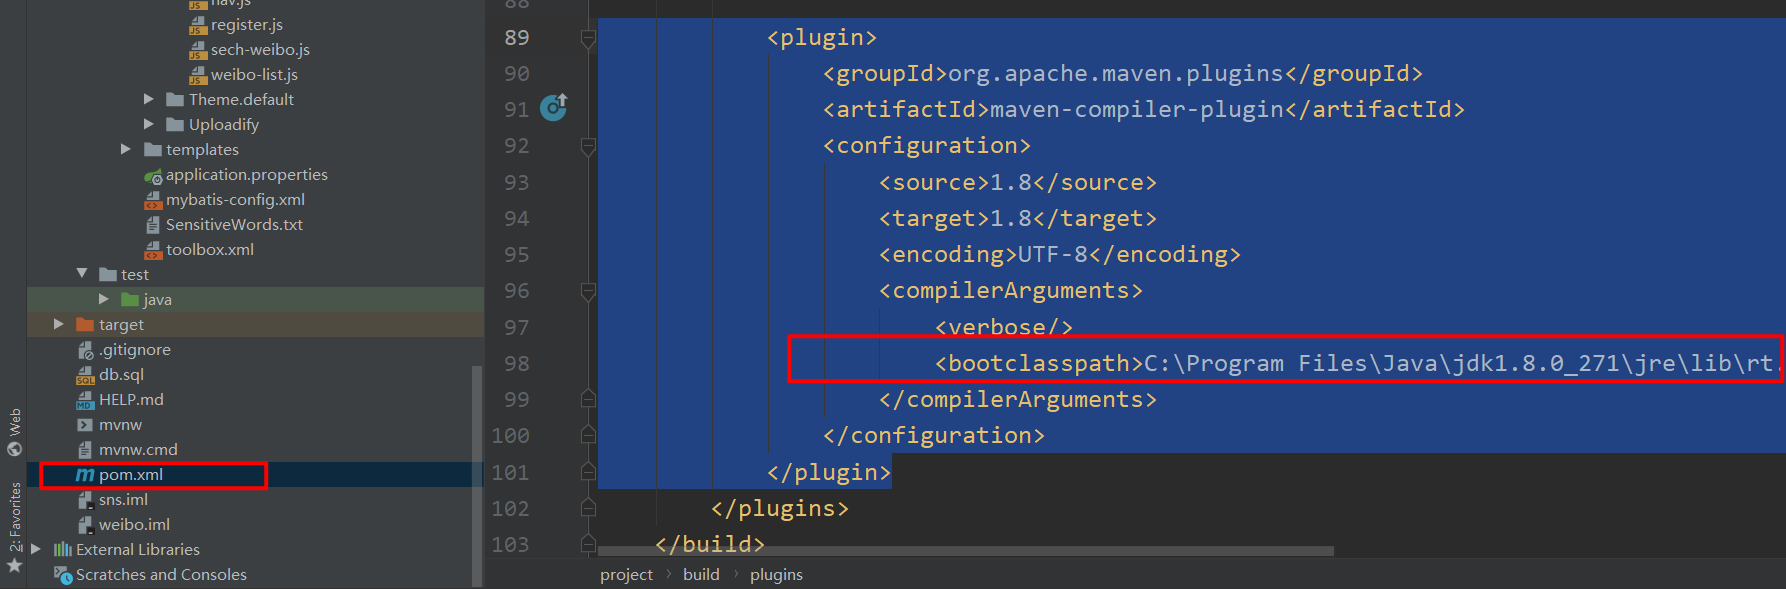 nav.js
register.js
sech-weibo.js
weibo-list.js
Theme.default
Uploadify
templates
application.properties
mybatis-config.xml
SensitiveWords.txt
toolbox.xml
test
java
target
.gitignore
db.sql
HELP.md
mvnw
mvnw.cmd
pom.xml
sns.iml
weibo.iml
External Libraries
Scratches and Consoles
Web
2: Favorites
88
89 <plugin>
90 <groupId>org.apache.maven.plugins</groupId>
91 <artifactId>maven-compiler-plugin</artifactId>
92 <configuration>
93 <source>1.8</source>
94 <target>1.8</target>
95 <encoding>UTF-8</encoding>
96 <compilerArguments>
97 <verbose/>
98 <bootclasspath>C:\Program Files\Java\jdk1.8.0_271\jre\lib\rt.
99 </compilerArguments>
100 </configuration>
101 </plugin>
102 </plugins>
103 </build>
project › build › plugins